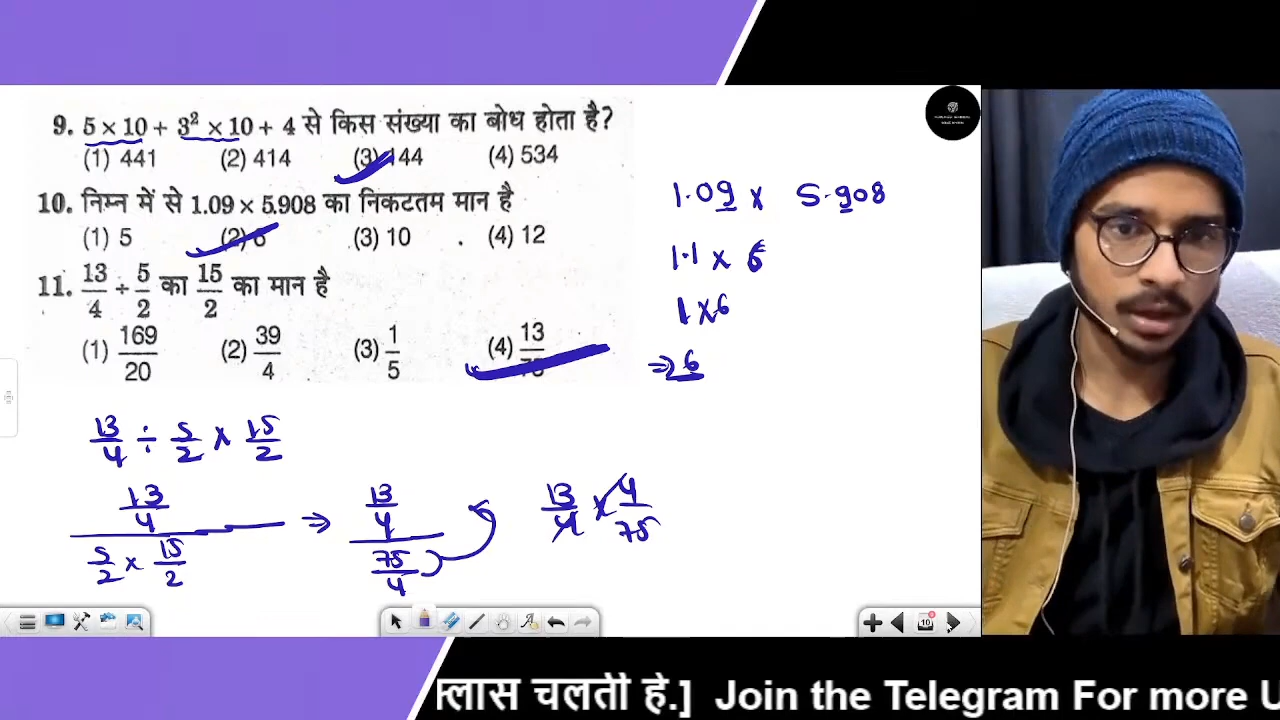 9. 5 × 10 + 3² × 10 + 4 से किस संख्या का बोध होता है?
(1) 441 (2) 414 (3) 144 (4) 534
10. निम्न में से 1.09 × 5.908 का निकटतम मान है
(1) 5 (2) 6 (3) 10 (4) 12
11. 13/4 ÷ 5/2 का 15/2 का मान है
(1) 169/20 (2) 39/4 (3) 1/5 (4) 13/75
1.09 × 5.908
1.1 × 6
1 × 6
⇒ 6
13/4 ÷ 5/2 × 15/2
13/4 / 5/2 × 15/2 ⇒ 13/4 / 75/4 13/4 × 4/75
10
क्लास चलती हे.] Join the Telegram For more U